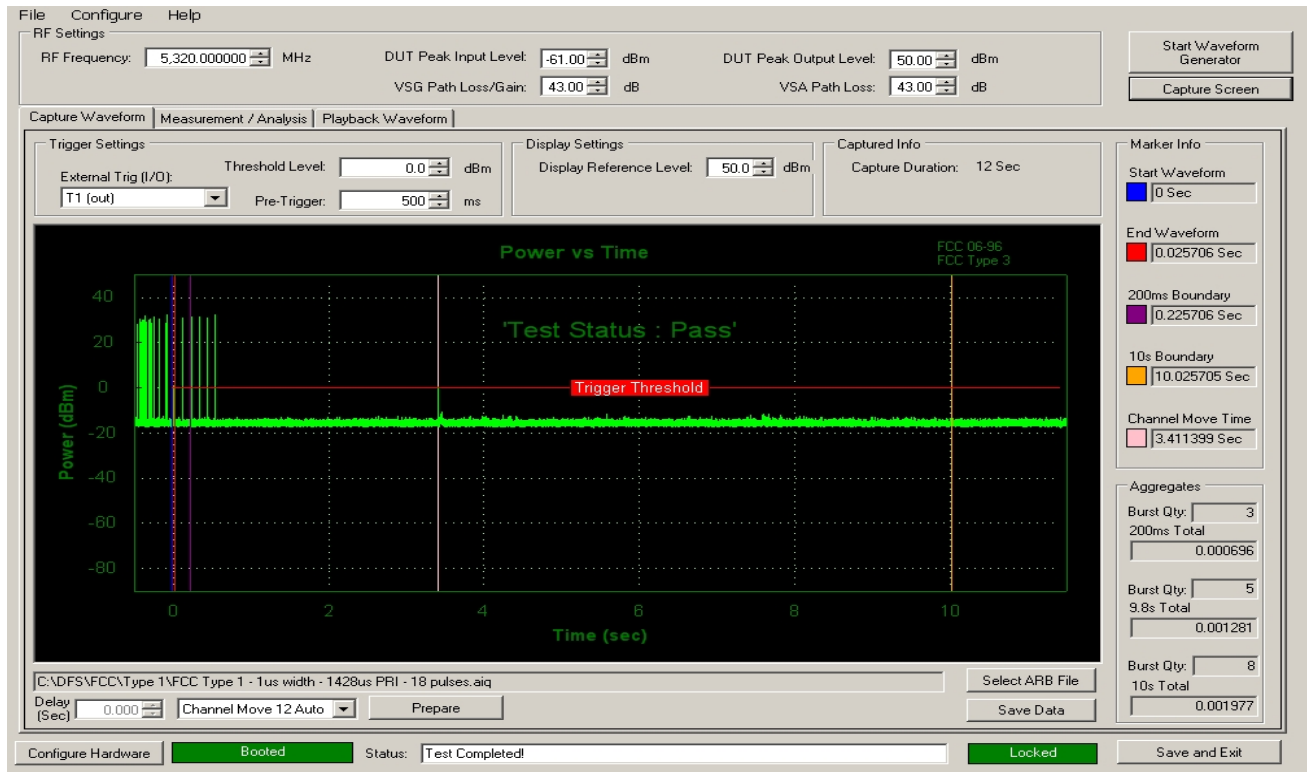 File Configure Help
RF Settings
RF Frequency: 5,320.000000 MHz
DUT Peak Input Level: -61.00 dBm
DUT Peak Output Level: 50.00 dBm
VSG Path Loss/Gain: 43.00 dB
VSA Path Loss: 43.00 dB
Start Waveform
Generator
Capture Screen
Capture Waveform Measurement / Analysis Playback Waveform
Trigger Settings
External Trig (I/O):
T1 (out)
Threshold Level: 0.0 dBm
Pre-Trigger: 500 ms
Display Settings
Display Reference Level: 50.0 dBm
Captured Info
Capture Duration: 12 Sec
Marker Info
Start Waveform
0 Sec
End Waveform
0.025706 Sec
200ms Boundary
0.225706 Sec
10s Boundary
10.025705 Sec
Channel Move Time
3.411399 Sec
Power vs Time
FCC 06-96
FCC Type 3
'Test Status : Pass'
Trigger Threshold
Power (dBm)
40
20
0
-20
-40
-60
-80
0 2 4 6 8 10
Time (sec)
Aggregates
Burst Qty: 3
200ms Total
0.000696
Burst Qty: 5
9.8s Total
0.001281
Burst Qty: 8
10s Total
0.001977
C:\DFS\FCC\Type 1\FCC Type 1 - 1us width - 1428us PRI - 18 pulses.aiq
Select ARB File
Delay
(Sec) 0.000
Channel Move 12 Auto
Prepare
Save Data
Configure Hardware
Booted
Status: Test Completed!
Locked
Save and Exit